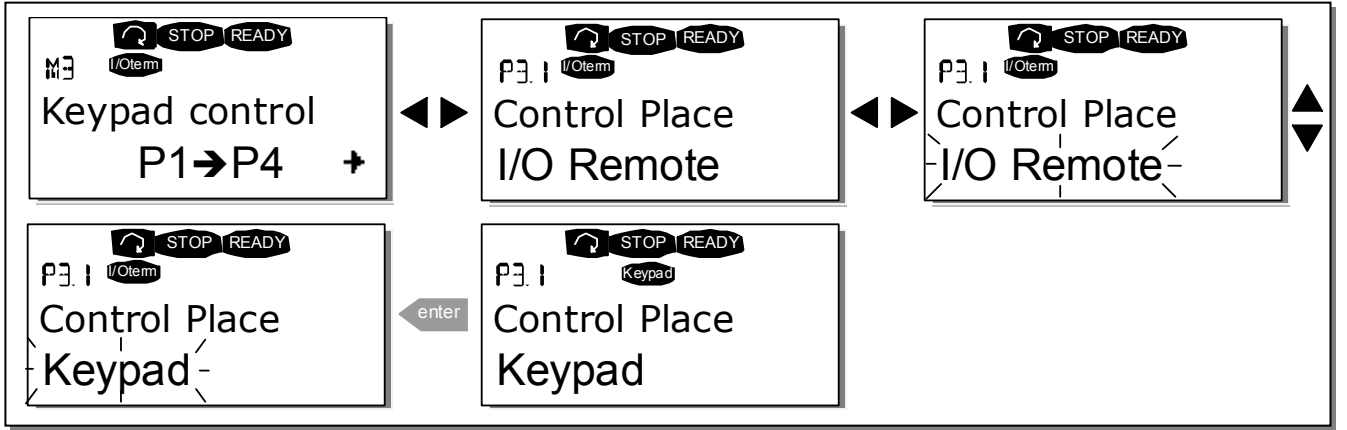 STOP READY
M3 I/Oterm
Keypad control
P1➔P4
STOP READY
P3.1 I/Oterm
Control Place
I/O Remote
STOP READY
P3.1 I/Oterm
Control Place
I/O Remote
STOP READY
P3.1 I/Oterm
Control Place
Keypad
enter
STOP READY
P3.1 Keypad
Control Place
Keypad